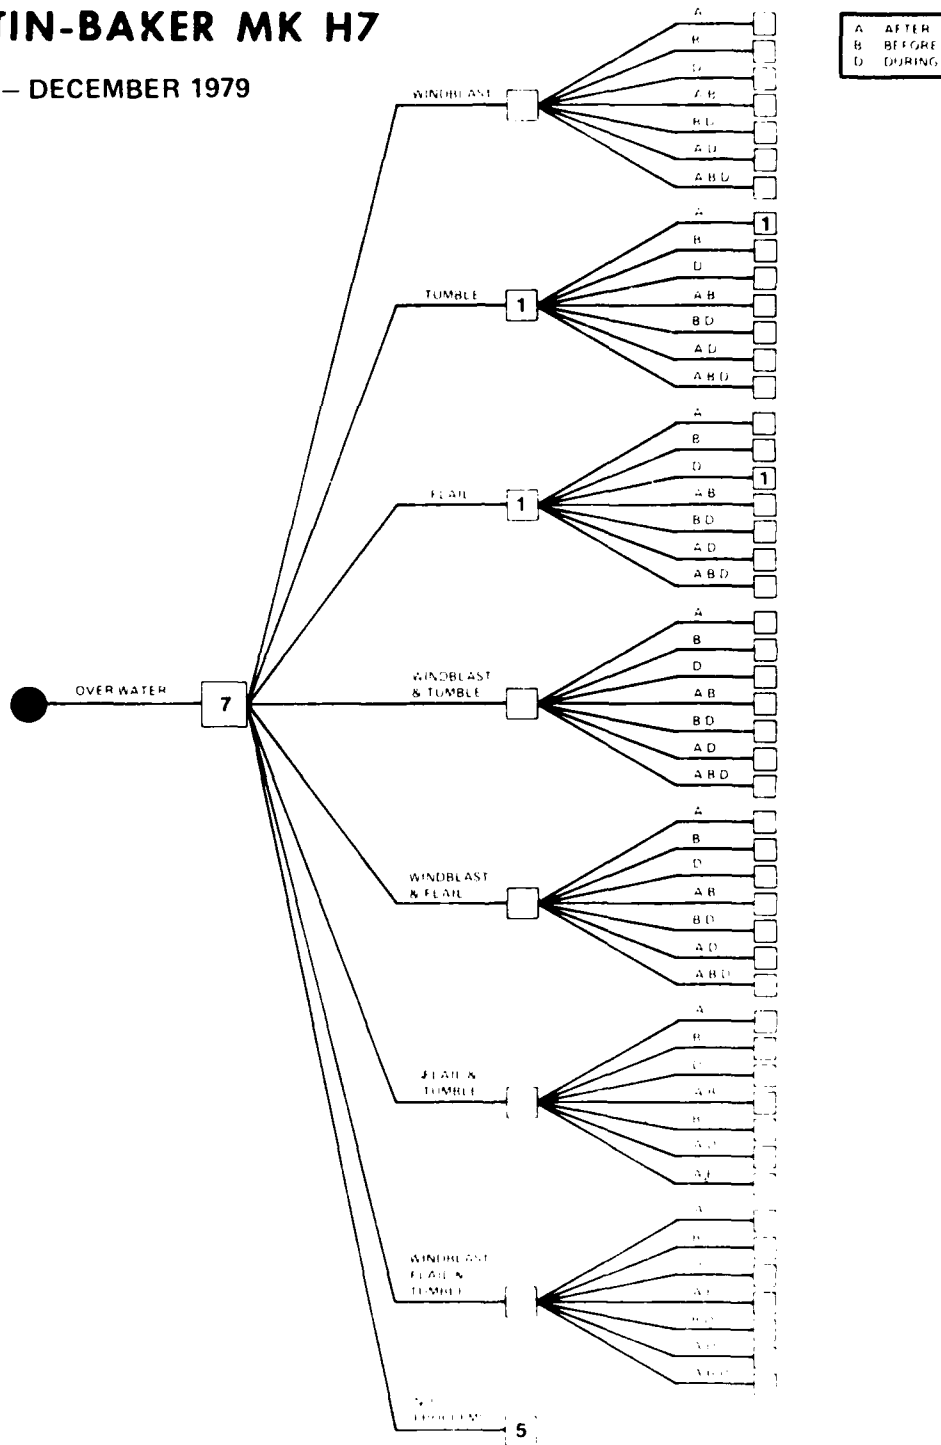 TIN-BAKER MK H7
– DECEMBER 1979
A AFTER
B BEFORE
D DURING
WINDBLAST
A
B
D
A B
B D
A D
A B D
TUMBLE
1
A
1
B
D
A B
B D
A D
A B D
FLAIL
1
A
B
D
1
A B
B D
A D
A B D
OVER WATER
7
WINDBLAST
& TUMBLE
A
B
D
A B
B D
A D
A B D
WINDBLAST
& FLAIL
A
B
D
A B
B D
A D
A B D
FLAIL &
TUMBLE
A
B
D
A B
B
A D
A
WINDBLAST
FLAIL &
TUMBLE
A
B
A
B D
A
PROBLEM
5